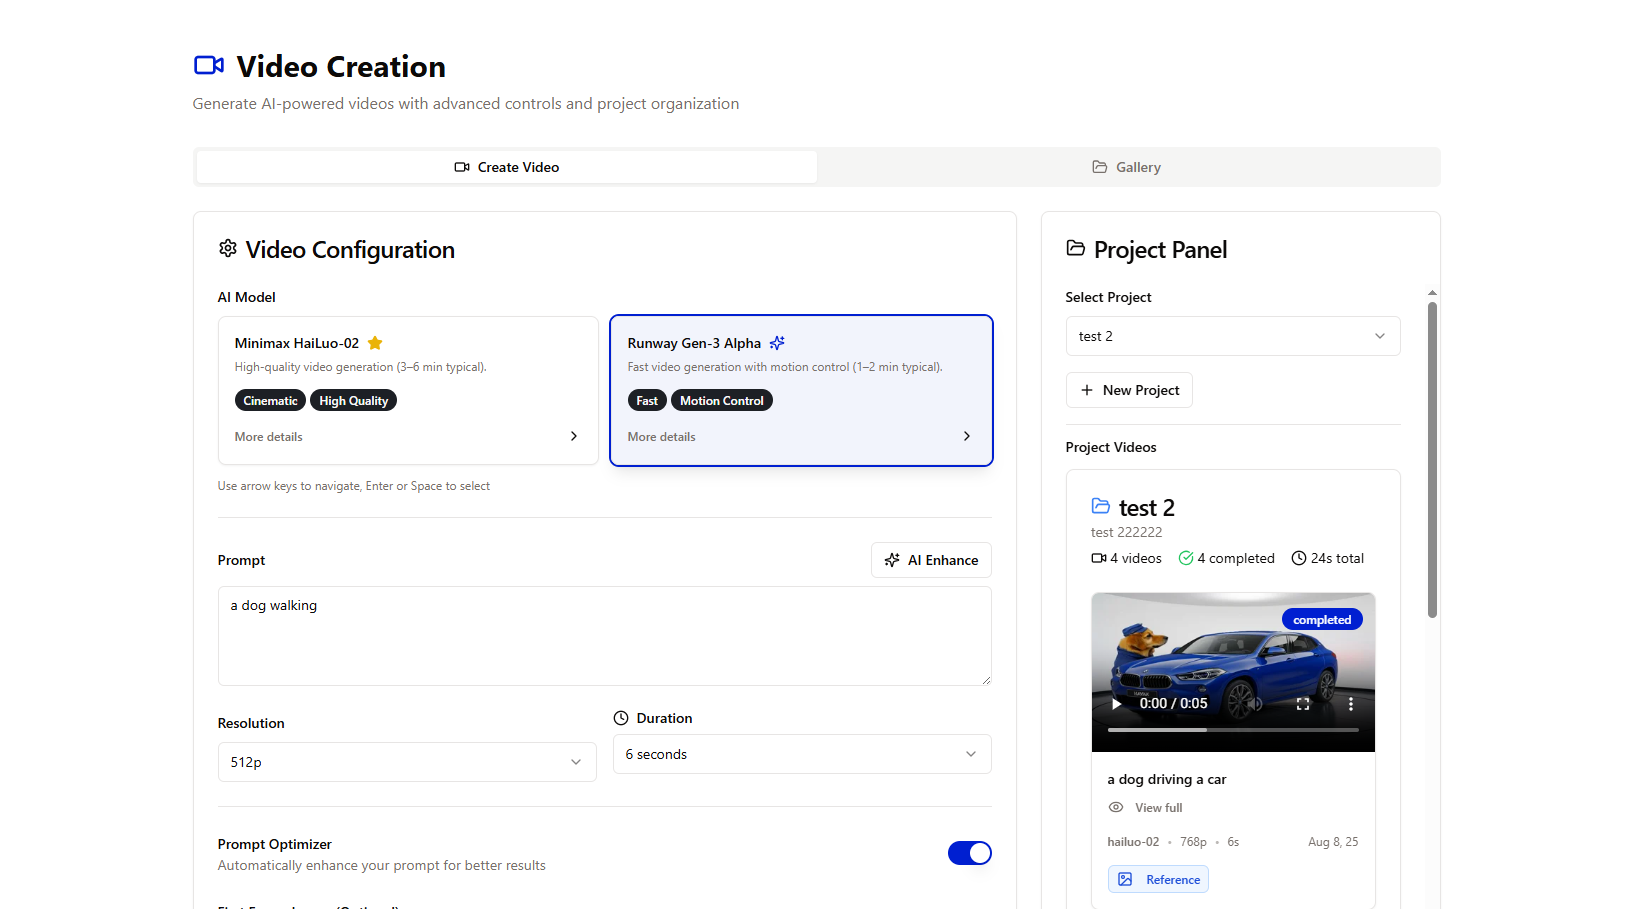 Video Creation
Generate AI-powered videos with advanced controls and project organization
Create Video
Gallery
Video Configuration
AI Model
Minimax HaiLuo-02
High-quality video generation (3–6 min typical).
Cinematic
High Quality
More details
Runway Gen-3 Alpha
Fast video generation with motion control (1–2 min typical).
Fast
Motion Control
More details
Use arrow keys to navigate, Enter or Space to select
Prompt
AI Enhance
a dog walking
Resolution
512p
Duration
6 seconds
Prompt Optimizer
Automatically enhance your prompt for better results
Project Panel
Select Project
test 2
New Project
Project Videos
test 2
test 222222
4 videos
4 completed
24s total
completed
0:00 / 0:05
a dog driving a car
View full
hailuo-02 • 768p • 6s
Aug 8, 25
Reference